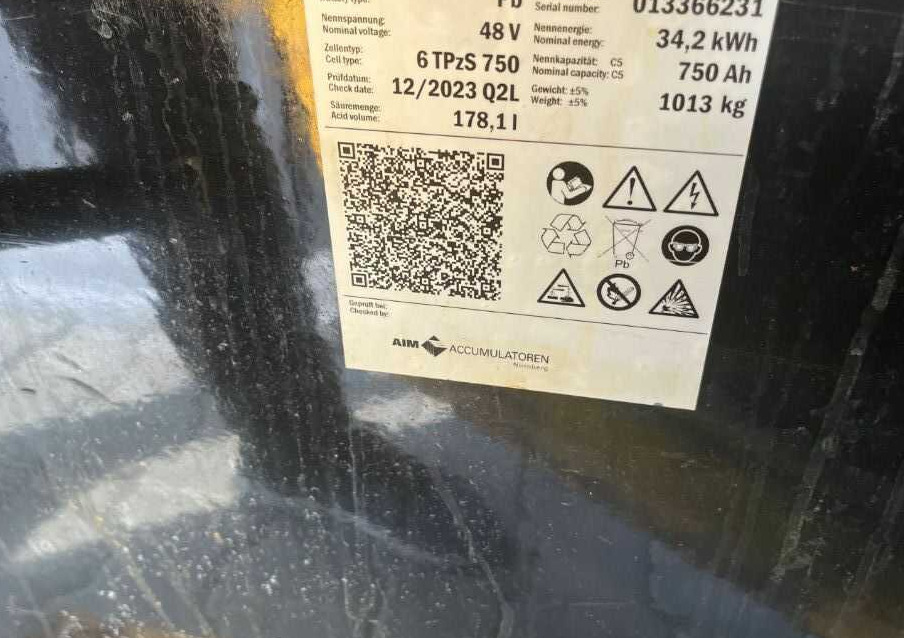 Pb
Serial number: 013366231
Nennspannung:
Nominal voltage: 48 V
Nennenergie:
Nominal energy: 34,2 kWh
Zellentyp:
Cell type: 6 TPzS 750
Nennkapazität: C5
Nominal capacity: C5 750 Ah
Prüfdatum:
Check date: 12/2023 Q2L
Gewicht: ±5%
Weight: ±5% 1013 kg
Säuremenge:
Acid volume: 178,1 l
Pb
Geprüft bei:
Checked by:
AIM ACCUMULATOREN
Nürnberg